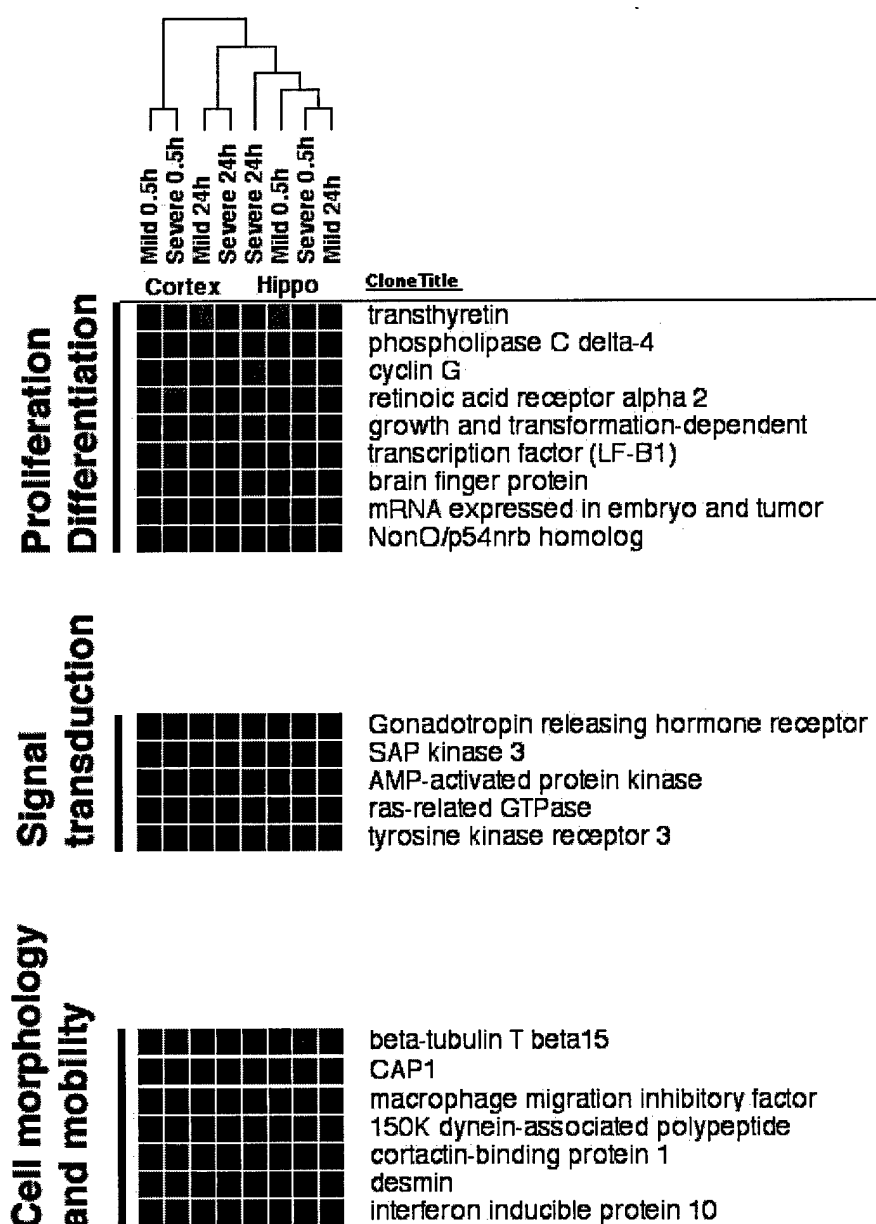 Mild 0.5h
Severe 0.5h
Mild 24h
Severe 24h
Severe 24h
Mild 0.5h
Severe 0.5h
Mild 24h
Cortex Hippo CloneTitle
Proliferation
Differentiation
transthyretin
phospholipase C delta-4
cyclin G
retinoic acid receptor alpha 2
growth and transformation-dependent
transcription factor (LF-B1)
brain finger protein
mRNA expressed in embryo and tumor
NonO/p54nrb homolog
Signal
transduction
Gonadotropin releasing hormone receptor
SAP kinase 3
AMP-activated protein kinase
ras-related GTPase
tyrosine kinase receptor 3
Cell morphology
and mobility
beta-tubulin T beta15
CAP1
macrophage migration inhibitory factor
150K dynein-associated polypeptide
cortactin-binding protein 1
desmin
interferon inducible protein 10